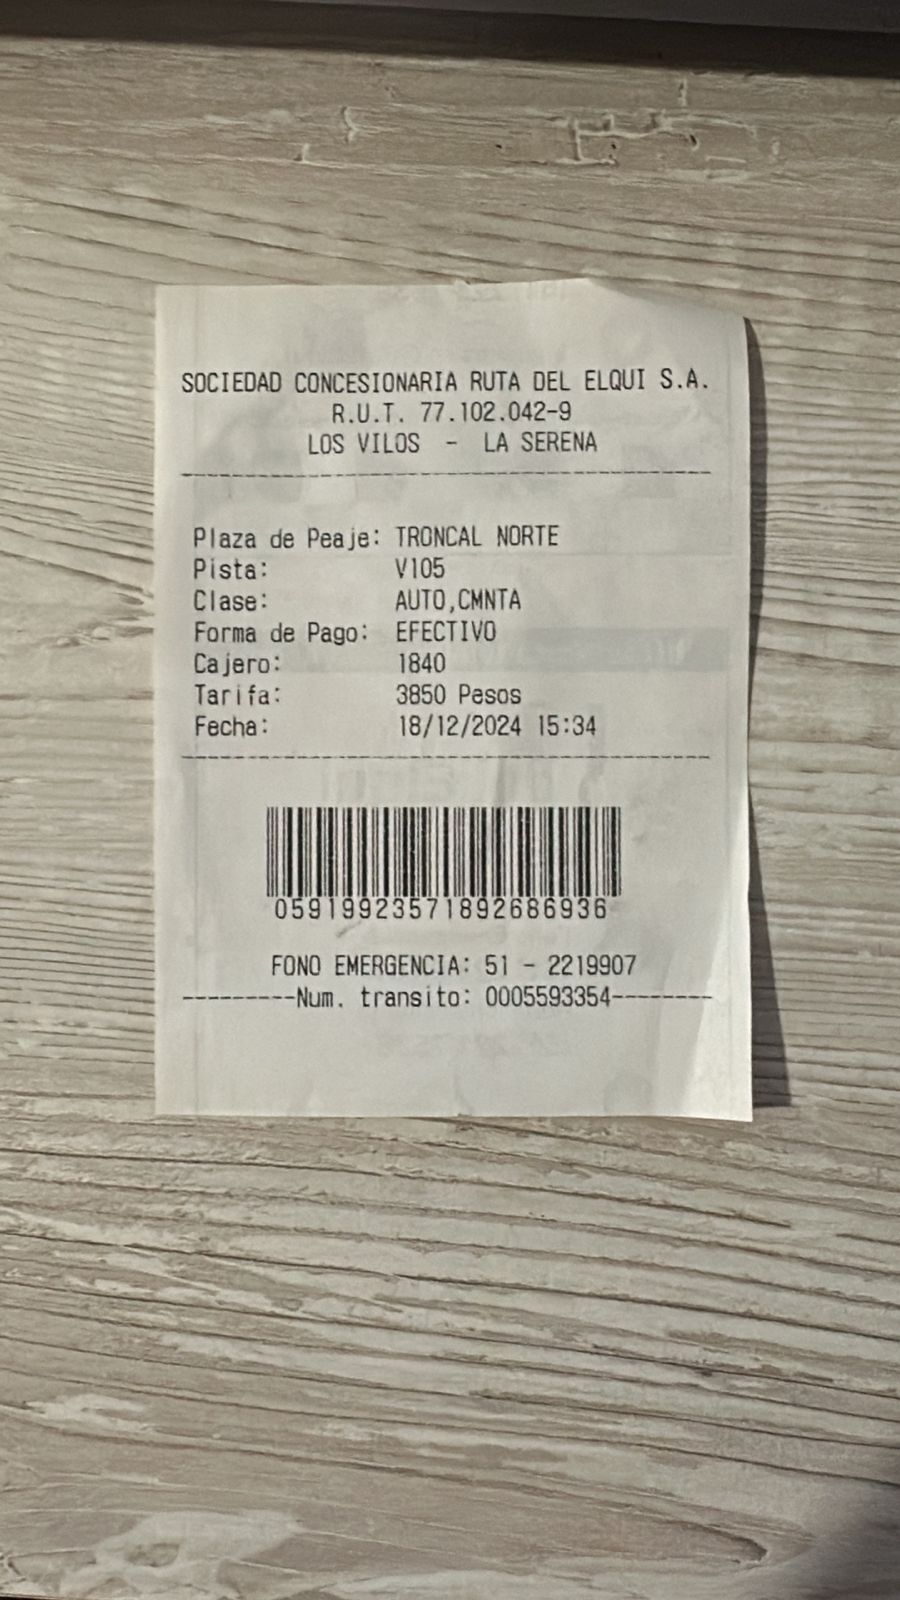 SOCIEDAD CONCESIONARIA RUTA DEL ELQUI S.A.
R.U.T. 77.102.042-9
LOS VILOS - LA SERENA
Plaza de Peaje: TRONCAL NORTE
Pista: V105
Clase: AUTO,CMNTA
Forma de Pago: EFECTIVO
Cajero: 1840
Tarifa: 3850 Pesos
Fecha: 18/12/2024 15:34
05919923571892686936
FONO EMERGENCIA: 51 - 2219907
---------Num. transito: 0005593354--------